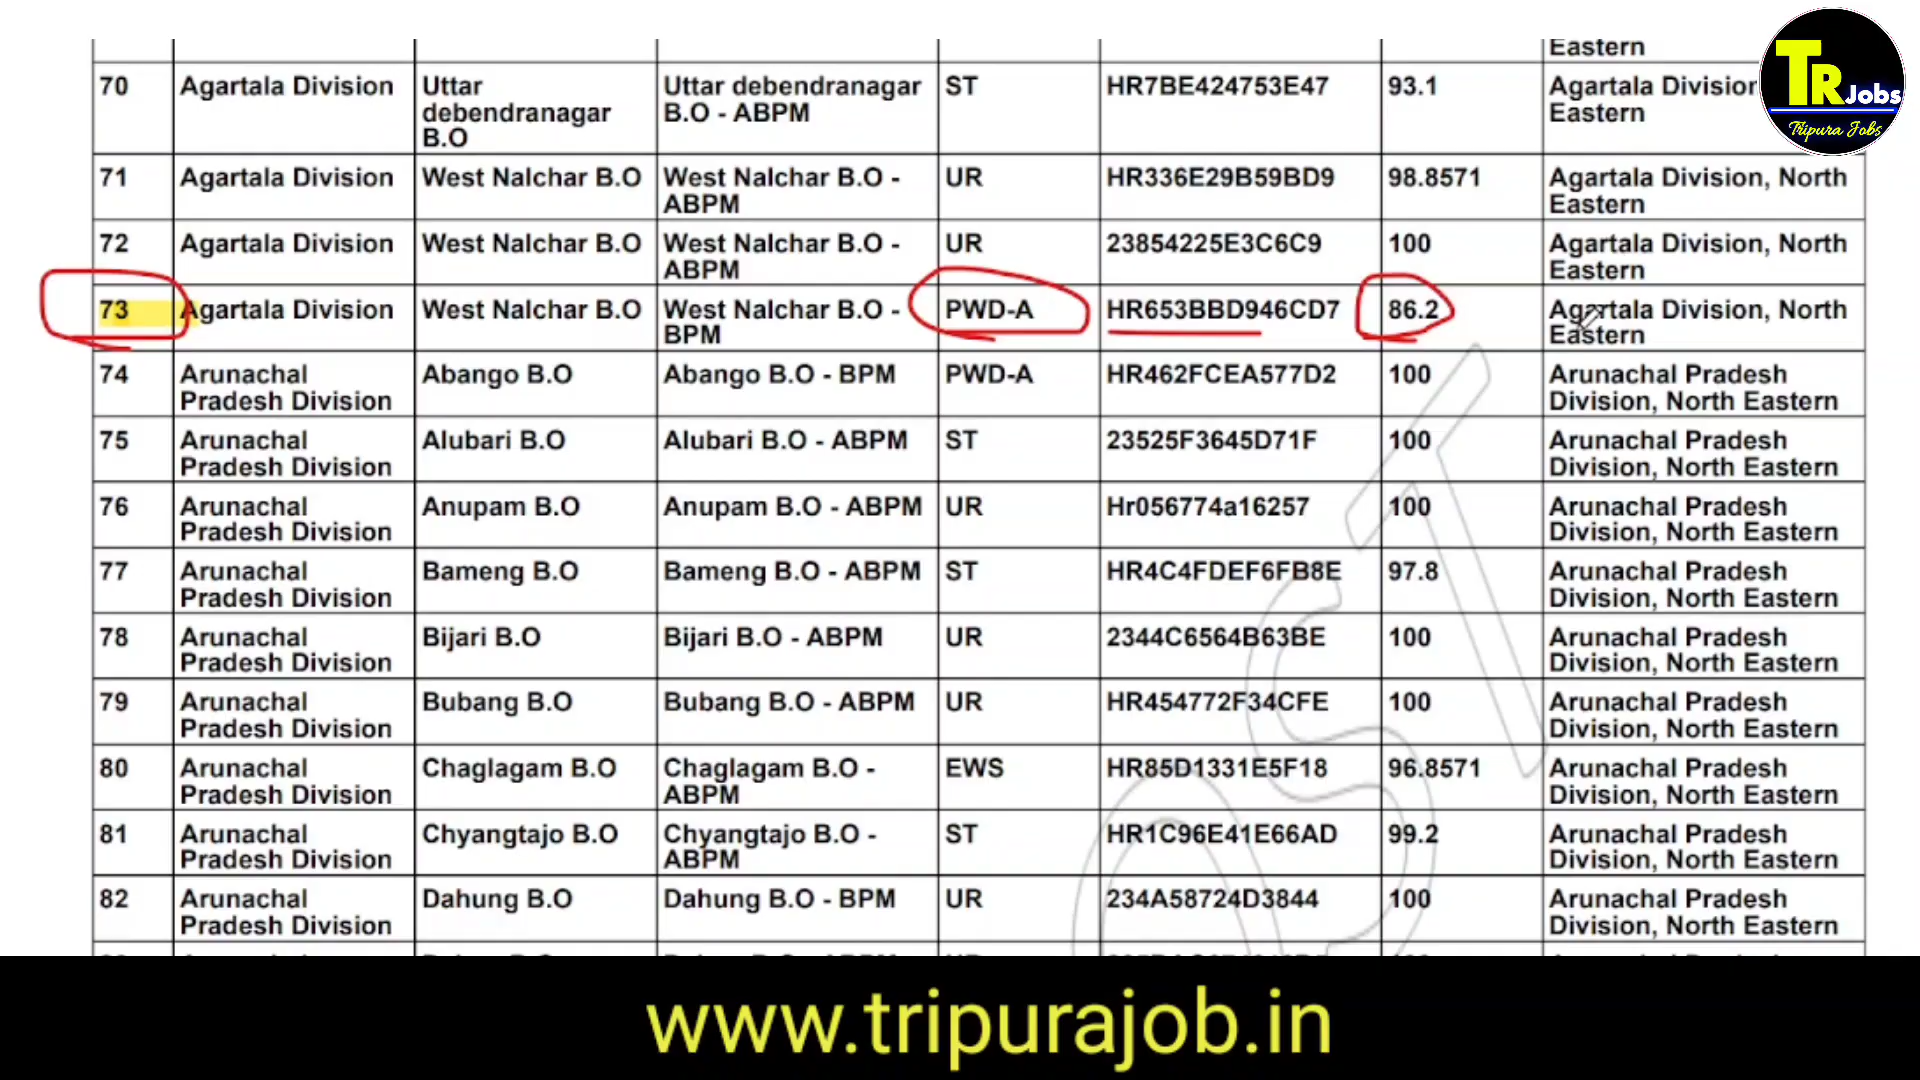 Eastern
70 Agartala Division Uttar debendranagar B.O Uttar debendranagar B.O - ABPM ST HR7BE424753E47 93.1 Agartala Division Eastern
71 Agartala Division West Nalchar B.O West Nalchar B.O - ABPM UR HR336E29B59BD9 98.8571 Agartala Division, North Eastern
72 Agartala Division West Nalchar B.O West Nalchar B.O - ABPM UR 23854225E3C6C9 100 Agartala Division, North Eastern
73 Agartala Division West Nalchar B.O West Nalchar B.O - BPM PWD-A HR653BBD946CD7 86.2 Agartala Division, North Eastern
74 Arunachal Pradesh Division Abango B.O Abango B.O - BPM PWD-A HR462FCEA577D2 100 Arunachal Pradesh Division, North Eastern
75 Arunachal Pradesh Division Alubari B.O Alubari B.O - ABPM ST 23525F3645D71F 100 Arunachal Pradesh Division, North Eastern
76 Arunachal Pradesh Division Anupam B.O Anupam B.O - ABPM UR Hr056774a16257 100 Arunachal Pradesh Division, North Eastern
77 Arunachal Pradesh Division Bameng B.O Bameng B.O - ABPM ST HR4C4FDEF6FB8E 97.8 Arunachal Pradesh Division, North Eastern
78 Arunachal Pradesh Division Bijari B.O Bijari B.O - ABPM UR 2344C6564B63BE 100 Arunachal Pradesh Division, North Eastern
79 Arunachal Pradesh Division Bubang B.O Bubang B.O - ABPM UR HR454772F34CFE 100 Arunachal Pradesh Division, North Eastern
80 Arunachal Pradesh Division Chaglagam B.O Chaglagam B.O - ABPM EWS HR85D1331E5F18 96.8571 Arunachal Pradesh Division, North Eastern
81 Arunachal Pradesh Division Chyangtajo B.O Chyangtajo B.O - ABPM ST HR1C96E41E66AD 99.2 Arunachal Pradesh Division, North Eastern
82 Arunachal Pradesh Division Dahung B.O Dahung B.O - BPM UR 234A58724D3844 100 Arunachal Pradesh Division, North Eastern
TR Jobs
Tripura Jobs
www.tripurajob.in